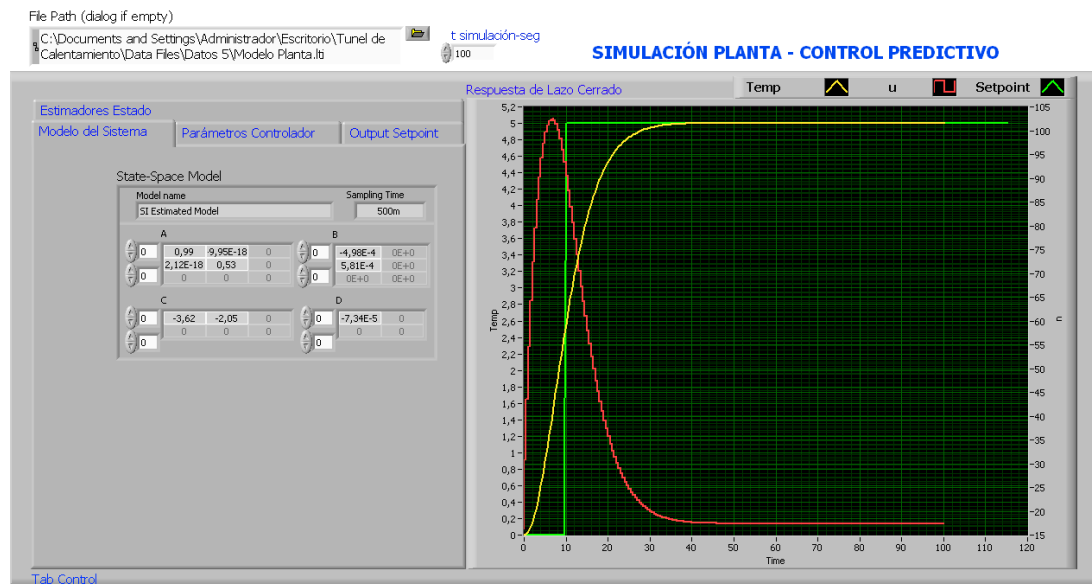 File Path (dialog if empty)
C:\Documents and Settings\Administrador\Escritorio\Tunel de
Calentamiento\Data Files\Datos 5\Modelo Planta.lti
t simulación-seg
100
SIMULACIÓN PLANTA - CONTROL PREDICTIVO
Respuesta de Lazo Cerrado
Temp
u
Setpoint
Estimadores Estado
Modelo del Sistema
Parámetros Controlador
Output Setpoint
State-Space Model
Model name
Sampling Time
SI Estimated Model
500m
A
B
0 0,99 9,95E-18 0
2,12E-18 0,53 0
0 0 0 0
0 -4,98E-4 0E+0
5,81E-4 0E+0
0 0E+0 0E+0
C
D
0 -3,62 -2,05 0
0 0 0
0
0 -7,34E-5 0
0 0
0
5,2
5
4,8
4,6
4,4
4,2
4
3,8
3,6
3,4
3,2
3
2,8
2,6
2,4
2,2
2
1,8
1,6
1,4
1,2
1
0,8
0,6
0,4
0,2
0
Temp
105
100
95
90
85
80
75
70
65
60
55
50
45
40
35
30
25
20
15
u
0 10 20 30 40 50 60 70 80 90 100 110 120
Time
Tab Control